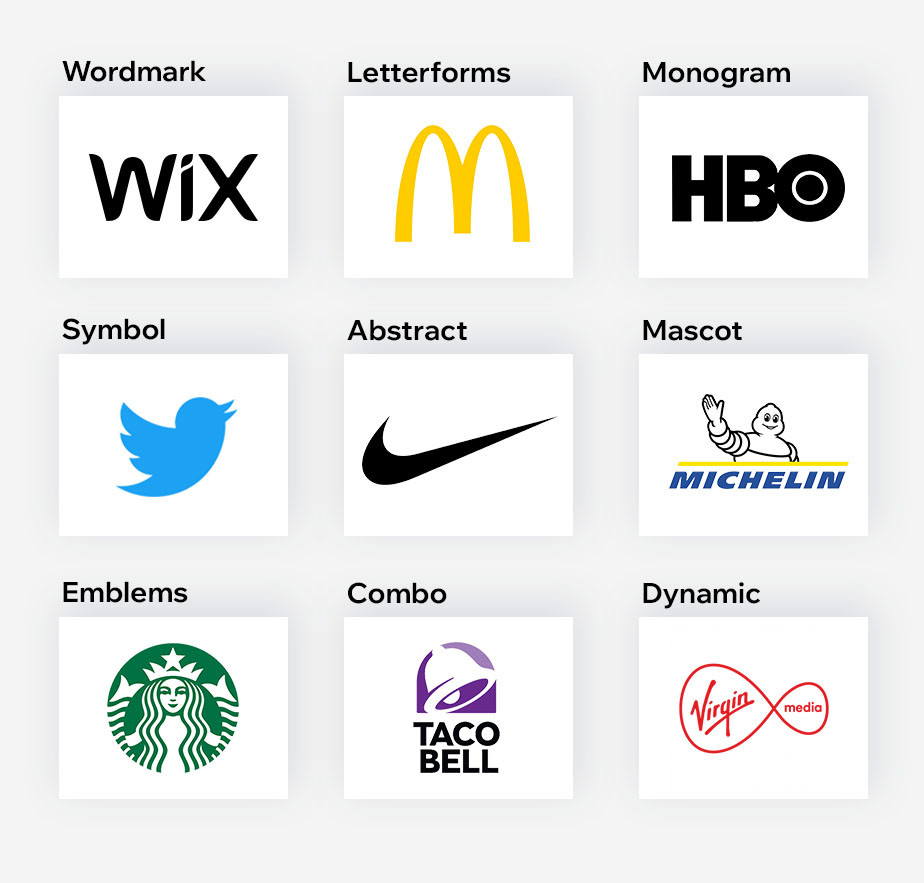 Wordmark
Letterforms
Monogram
WiX
M
HBO
Symbol
Abstract
Mascot
MICHELIN
Emblems
Combo
Dynamic
TACO
BELL
Virgin media